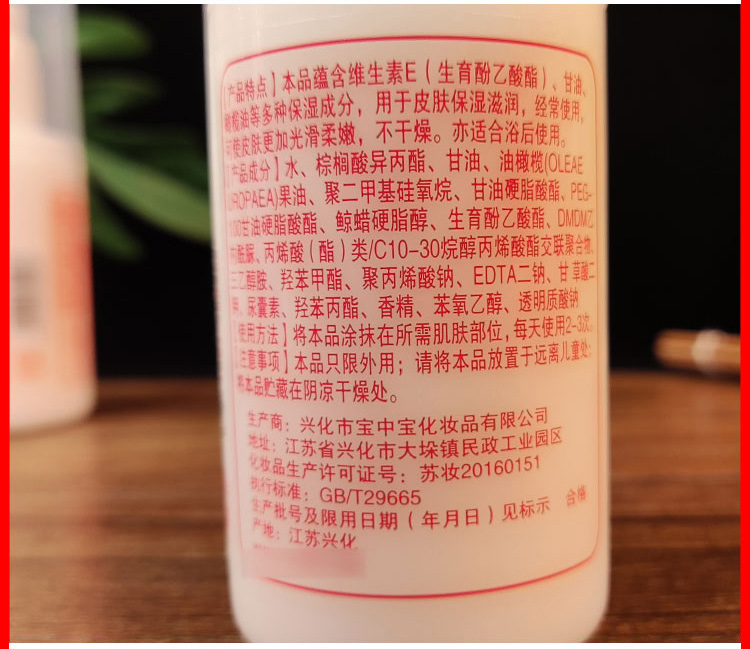 【产品特点】本品蕴含维生素E（生育酚乙酸酯）、甘油、
橄榄油等多种保湿成分，用于皮肤保湿滋润，经常使用，
可使皮肤更加光滑柔嫩，不干燥。亦适合浴后使用。
【产品成分】水、棕榈酸异丙酯、甘油、油橄榄(OLEAE
UROPAEA)果油、聚二甲基硅氧烷、甘油硬脂酸酯、PEG-
100甘油硬脂酸酯、鲸蜡硬脂醇、生育酚乙酸酯、DMDM乙
内酰脲、丙烯酸（酯）类/C10-30烷醇丙烯酸酯交联聚合物、
三乙醇胺、羟苯甲酯、聚丙烯酸钠、EDTA二钠、甘草酸二
钾、尿囊素、羟苯丙酯、香精、苯氧乙醇、透明质酸钠
【使用方法】将本品涂抹在所需肌肤部位,每天使用2-3次。
【注意事项】本品只限外用；请将本品放置于远离儿童处；
将本品贮藏在阴凉干燥处。
生产商：兴化市宝中宝化妆品有限公司
地址：江苏省兴化市大垛镇民政工业园区
化妆品生产许可证号：苏妆20160151
执行标准：GB/T29665
生产批号及限用日期（年月日）见标示 合格
产地：江苏兴化